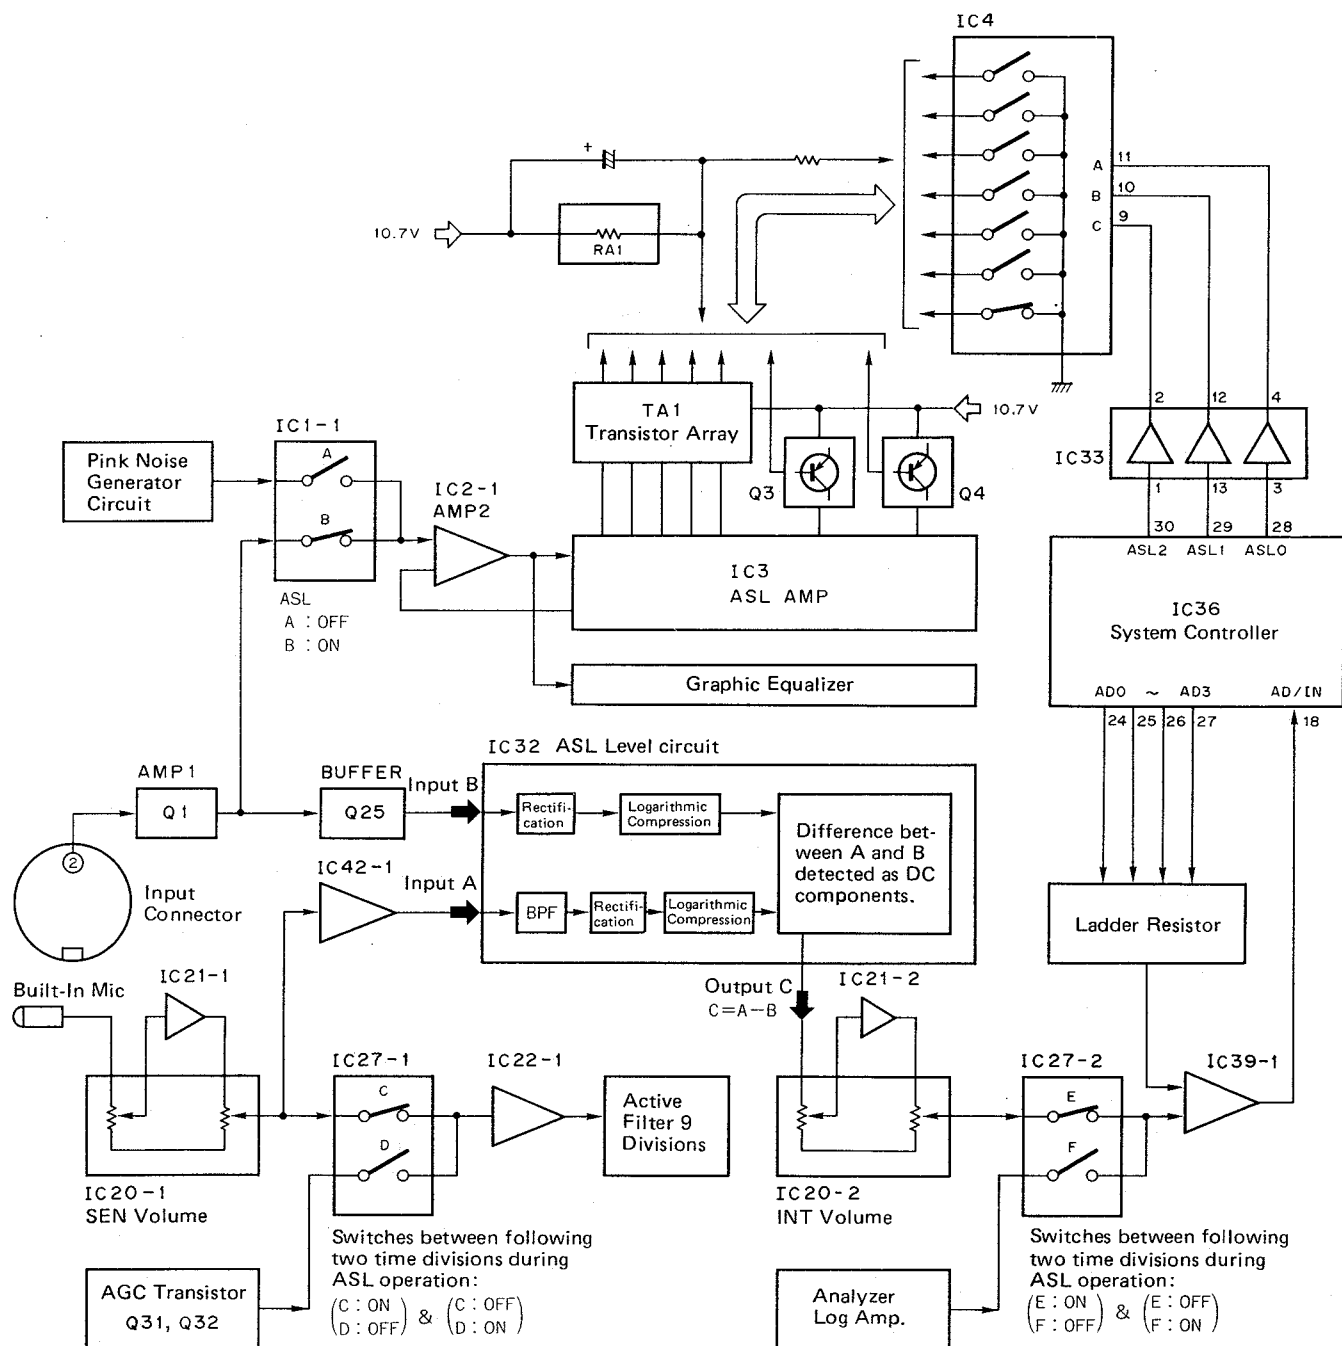 IC4
A
11
B
10
C
9
+
10.7V
RA1
TA1
Transistor Array
10.7V
2
12
4
IC33
1
13
3
30
29
28
ASL2
ASL1
ASL0
IC36
System Controller
AD0 ~ AD3
AD/IN
24
25
26
27
18
IC1-1
A
B
Pink Noise
Generator
Circuit
ASL
A : OFF
B : ON
IC2-1
AMP2
Q3
Q4
IC3
ASL AMP
Graphic Equalizer
IC32 ASL Level circuit
AMP1
Q1
BUFFER
Q25
Input B
Rectifi-
cation
Logarithmic
Compression
Difference bet-
ween A and B
detected as DC
components.
2
Input
Connector
IC42-1
Input A
BPF
Rectifi-
cation
Logarithmic
Compression
Ladder Resistor
Built-In Mic
IC21-1
Output C
C=A-B
IC21-2
IC20-1
SEN Volume
IC27-1
C
D
IC22-1
Active
Filter 9
Divisions
IC20-2
INT Volume
IC27-2
E
F
IC39-1
AGC Transistor
Q31, Q32
Switches between following
two time divisions during
ASL operation:
(C : ON) & (C : OFF)
(D : OFF) (D : ON)
Analyzer
Log Amp.
Switches between following
two time divisions during
ASL operation:
(E : ON) & (E : OFF)
(F : OFF) (F : ON)